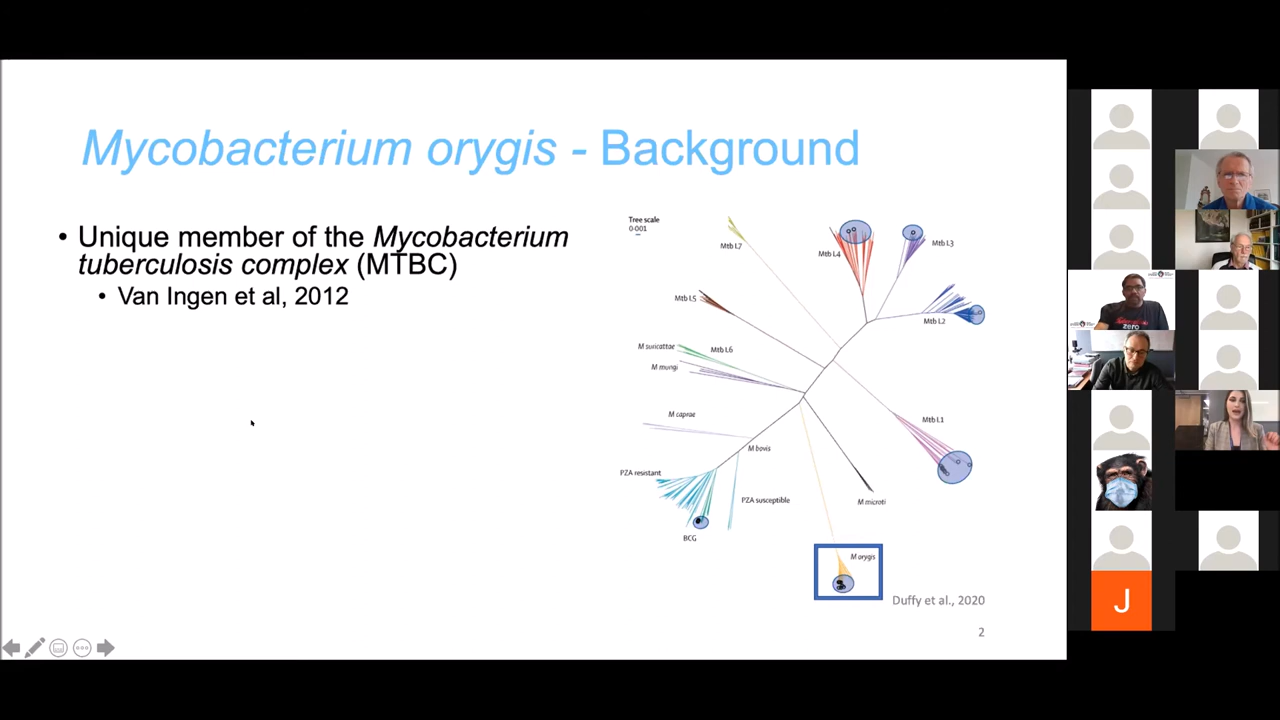 Mycobacterium orygis - Background
• Unique member of the Mycobacterium
tuberculosis complex (MTBC)
• Van Ingen et al, 2012
Tree scale
0·001
Mtb L7
Mtb L4
Mtb L3
Mtb L5
Mtb L2
M suricattae
Mtb L6
M mungi
M caprae
Mtb L1
M bovis
PZA resistant
PZA susceptible
M microti
BCG
M orygis
Duffy et al., 2020
2
zero
J